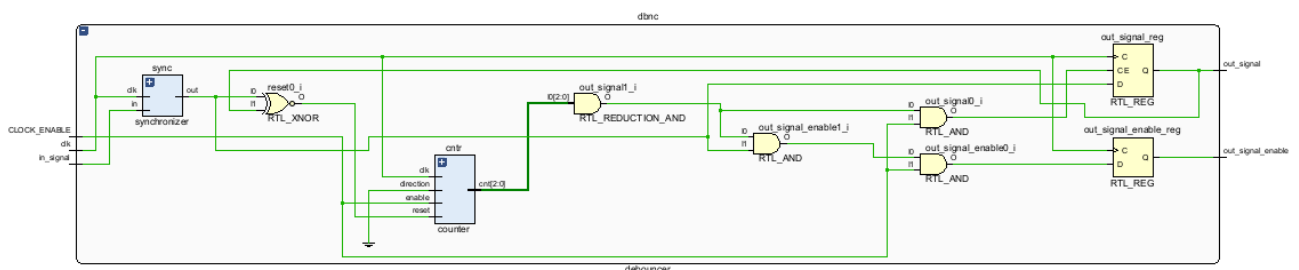 dbnc
sync
clk
in
out
synchronizer
CLOCK_ENABLE
clk
in_signal
reset0_i
I0
I1
O
RTL_XNOR
cntr
clk
direction
enable
reset
cnt[2:0]
counter
out_signal1_i
I0[2:0]
O
RTL_REDUCTION_AND
out_signal_enable1_i
I0
I1
O
RTL_AND
out_signal0_i
I0
I1
O
RTL_AND
out_signal_enable0_i
I0
I1
O
RTL_AND
out_signal_reg
C
CE
D
Q
RTL_REG
out_signal_enable_reg
C
D
Q
RTL_REG
out_signal
out_signal_enable
debouncer